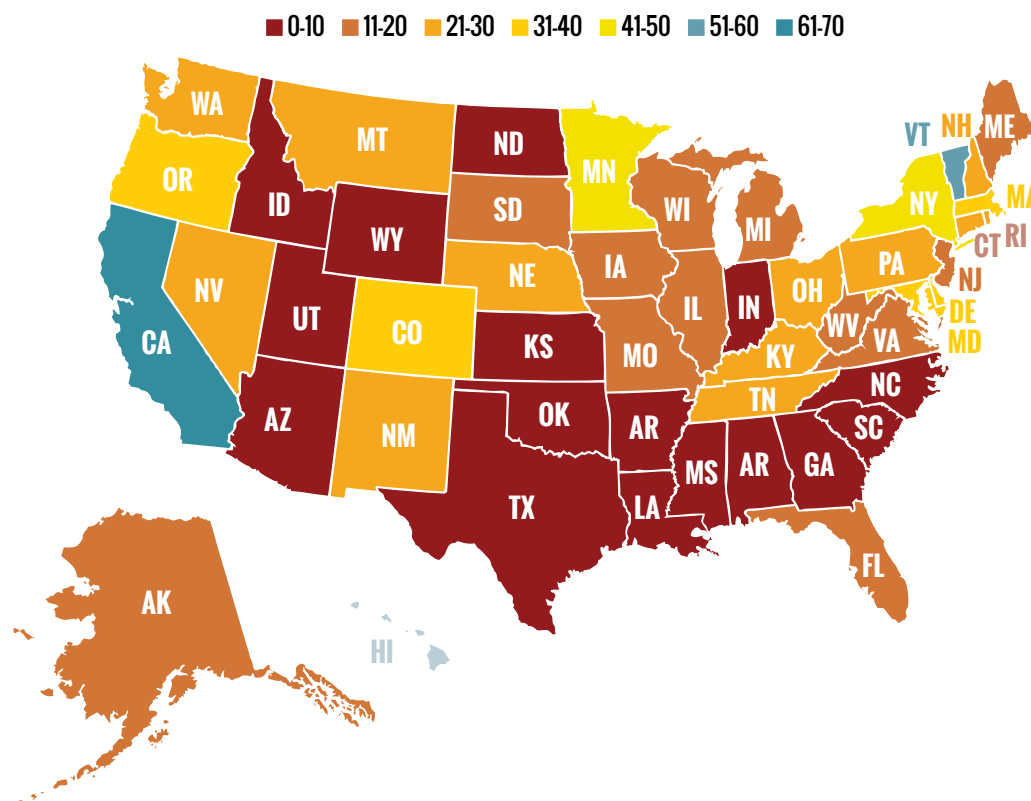 0-10 11-20 21-30 31-40 41-50 51-60 61-70
WA
MT
ND
MN
VT
NH
ME
OR
ID
SD
WI
MI
NY
MA
WY
CT
RI
IA
PA
NE
NV
NJ
OH
IL
IN
UT
CO
DE
WV
CA
KS
MO
VA
MD
KY
NC
TN
AZ
NM
OK
AR
SC
MS
AR
GA
TX
LA
FL
AK
HI